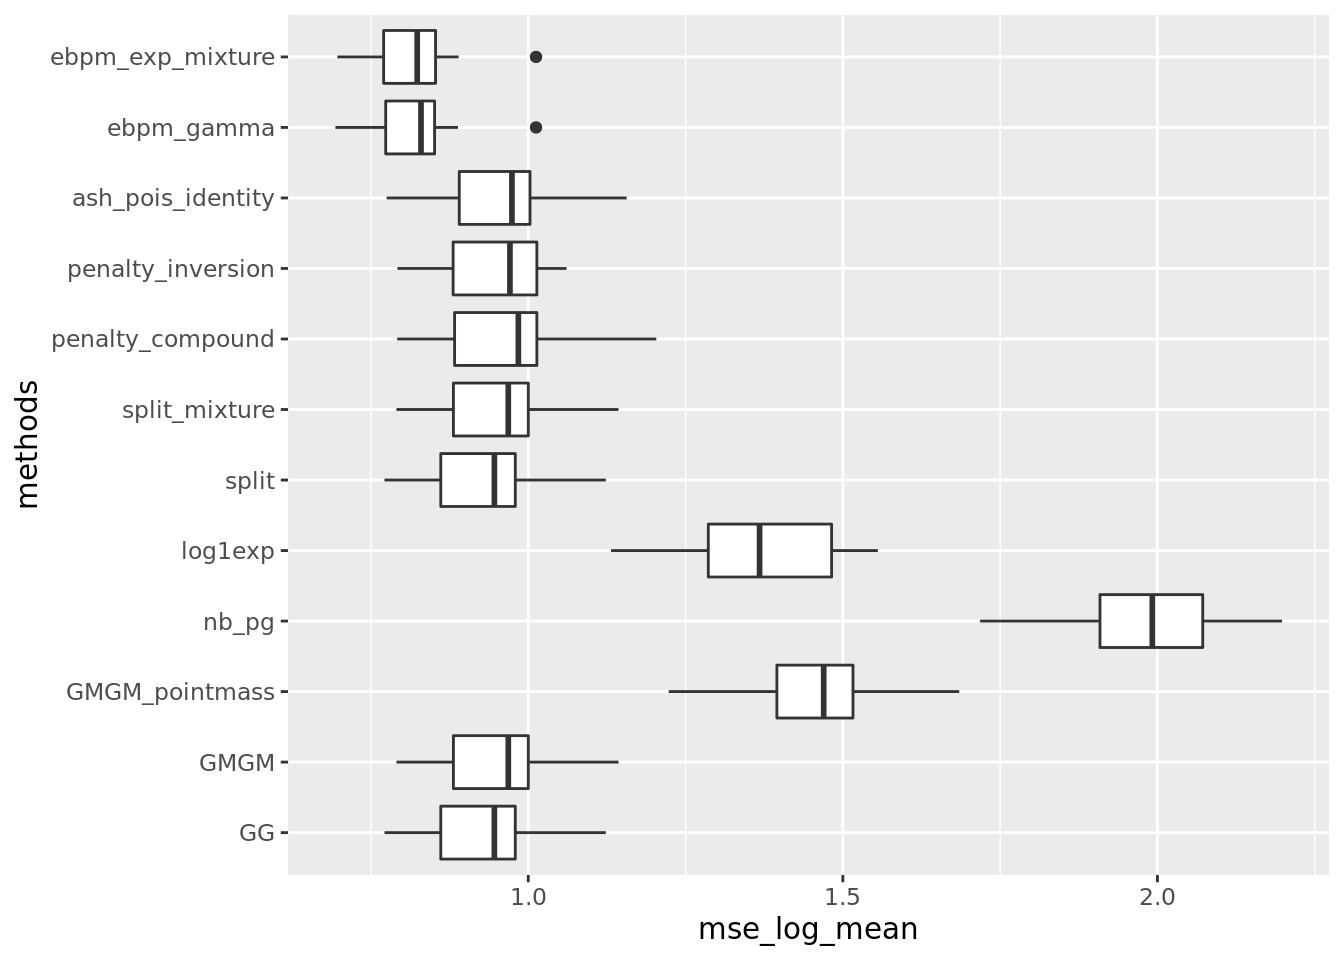 ebpm_exp_mixture
ebpm_gamma
ash_pois_identity
penalty_inversion
penalty_compound
split_mixture
split
log1exp
nb_pg
GMGM_pointmass
GMGM
GG
methods
1.0 1.5 2.0
mse_log_mean